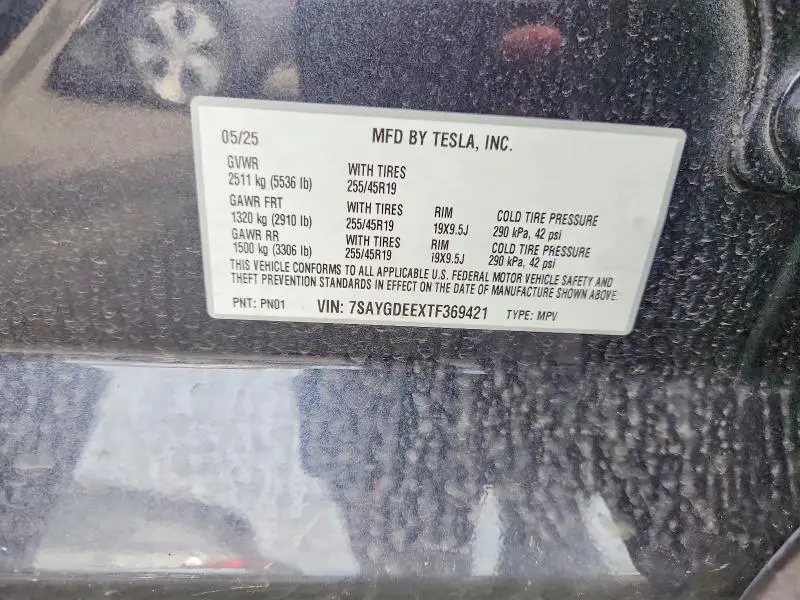 05/25 MFD BY TESLA, INC.
GVWR
2511 kg (5536 lb) WITH TIRES 255/45R19
GAWR FRT
1320 kg (2910 lb) WITH TIRES 255/45R19 RIM 19X9.5J COLD TIRE PRESSURE 290 kPa, 42 psi
GAWR RR
1500 kg (3306 lb) WITH TIRES 255/45R19 RIM 19X9.5J COLD TIRE PRESSURE 290 kPa, 42 psi
THIS VEHICLE CONFORMS TO ALL APPLICABLE U.S. FEDERAL MOTOR VEHICLE SAFETY AND
THEFT PREVENTION STANDARDS IN EFFECT ON THE DATE OF MANUFACTURE SHOWN ABOVE.
PNT: PN01 VIN: 7SAYGDEEXTF369421 TYPE: MPV